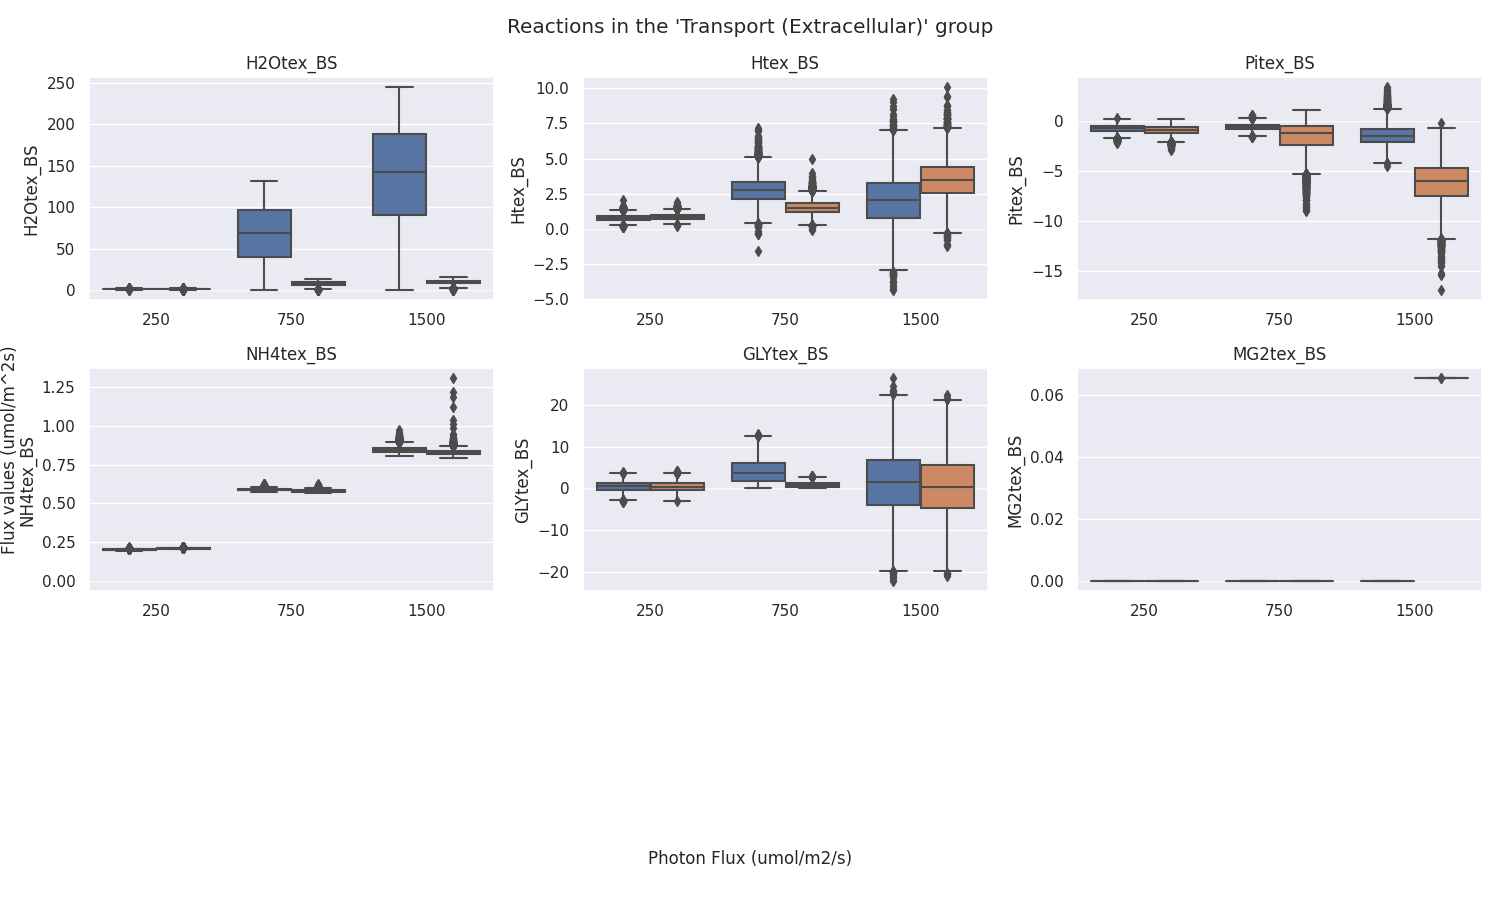 Reactions in the 'Transport (Extracellular)' group
H2Otex_BS
H2Otex_BS
250
200
150
100
50
0
250 750 1500
Htex_BS
Htex_BS
10.0
7.5
5.0
2.5
0.0
−2.5
−5.0
250 750 1500
Pitex_BS
Pitex_BS
0
−5
−10
−15
250 750 1500
Flux values (umol/m^2s)
NH4tex_BS
NH4tex_BS
1.25
1.00
0.75
0.50
0.25
0.00
250 750 1500
GLYtex_BS
GLYtex_BS
20
10
0
−10
−20
250 750 1500
MG2tex_BS
MG2tex_BS
0.06
0.04
0.02
0.00
250 750 1500
Photon Flux (umol/m2/s)